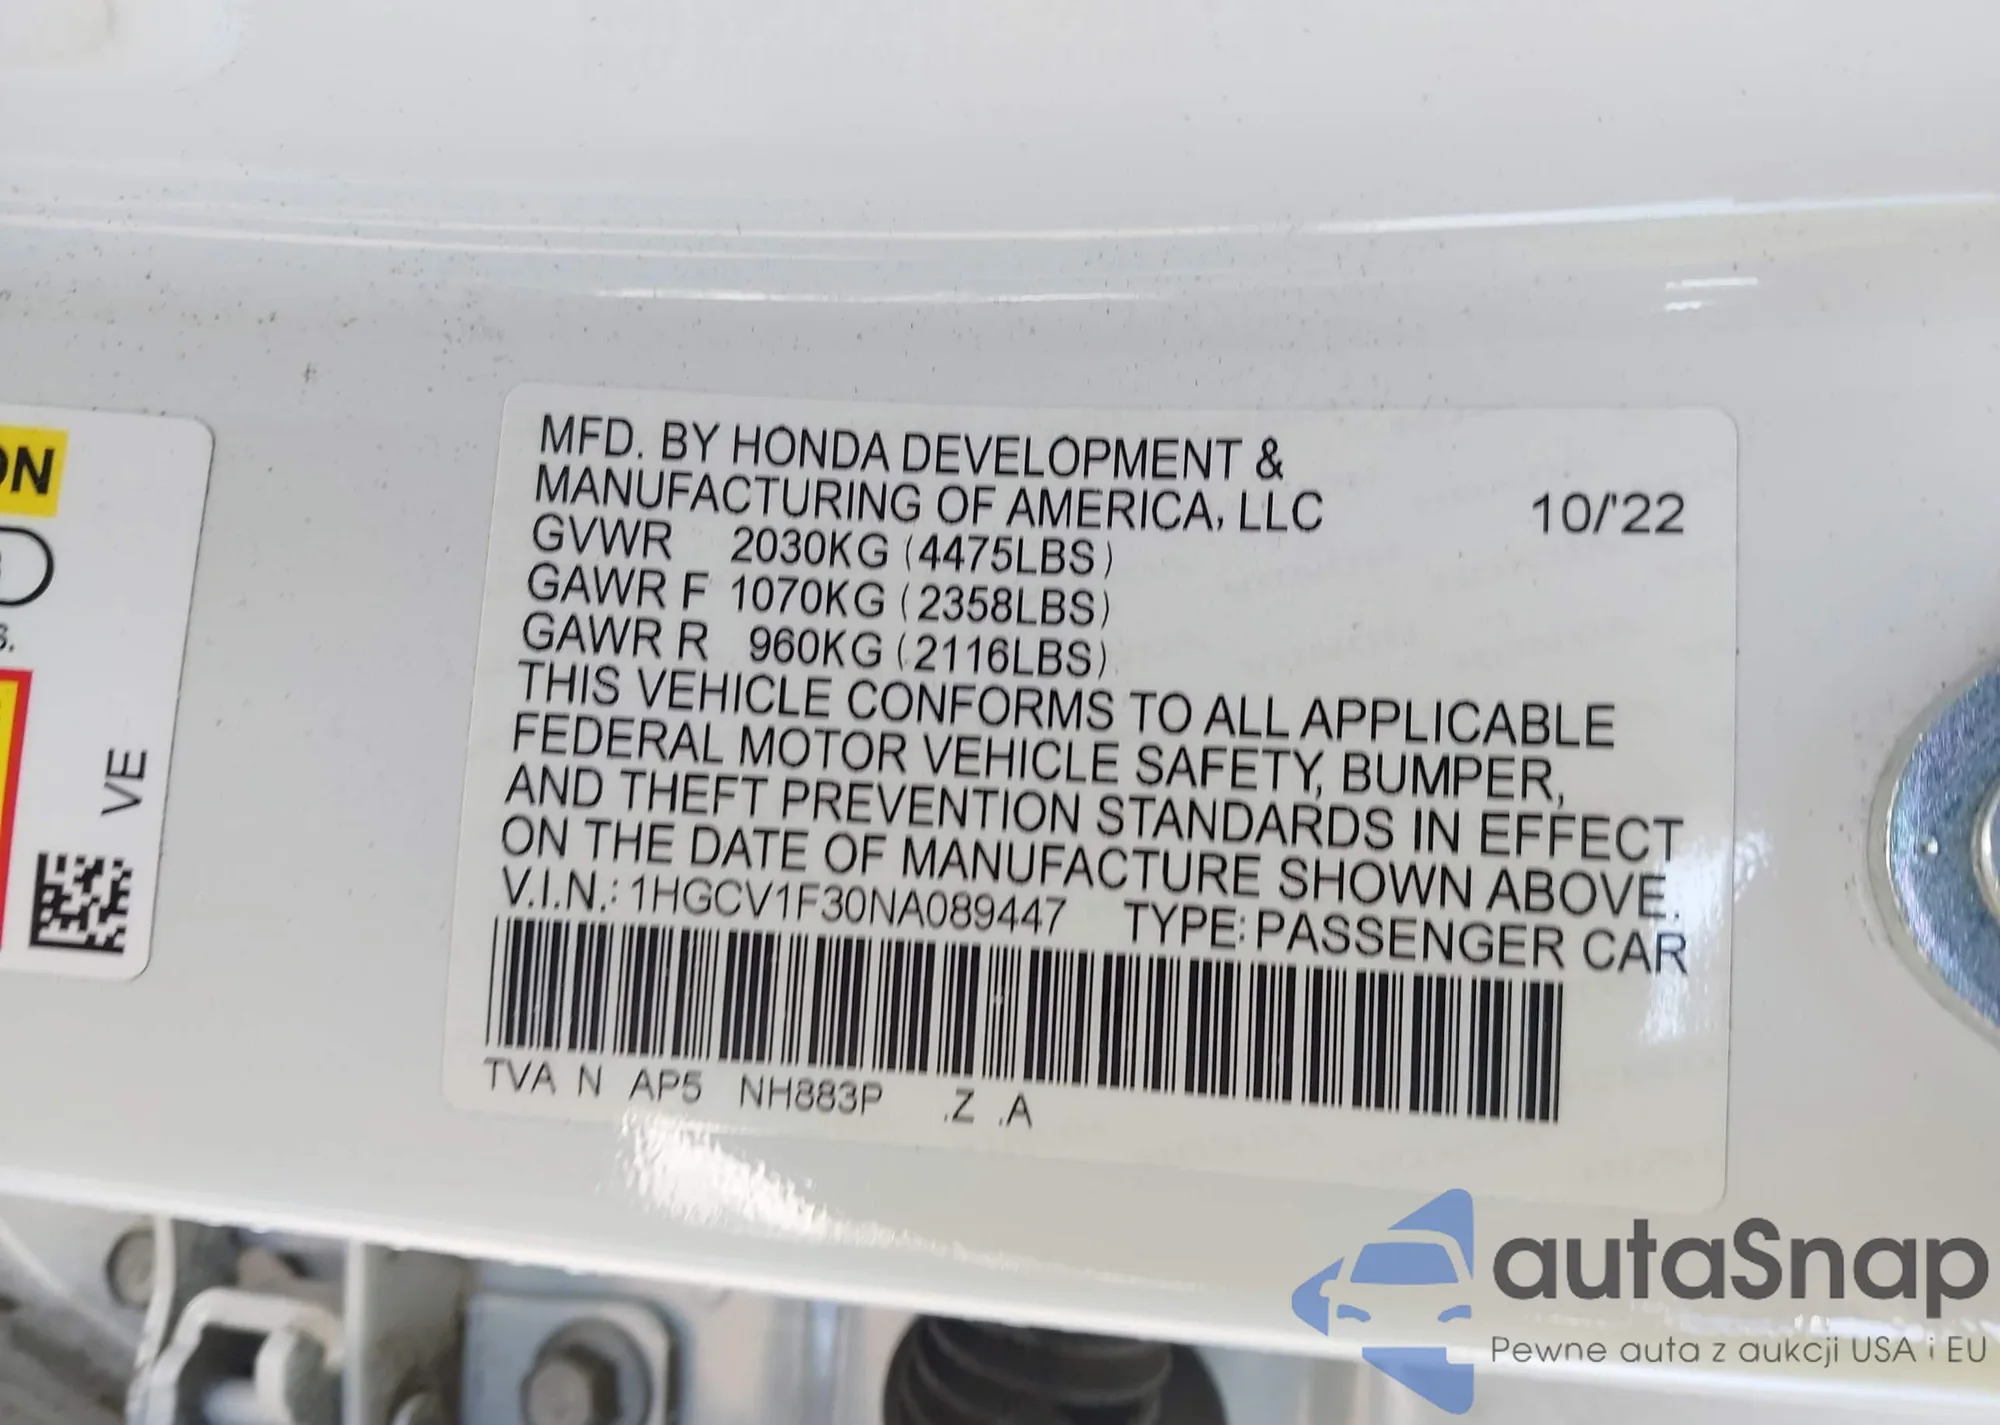 MFD. BY HONDA DEVELOPMENT &
MANUFACTURING OF AMERICA, LLC 10/'22
GVWR 2030KG (4475LBS)
GAWR F 1070KG (2358LBS)
GAWR R 960KG (2116LBS)
THIS VEHICLE CONFORMS TO ALL APPLICABLE
FEDERAL MOTOR VEHICLE SAFETY, BUMPER,
AND THEFT PREVENTION STANDARDS IN EFFECT
ON THE DATE OF MANUFACTURE SHOWN ABOVE.
V.I.N.: 1HGCV1F30NA089447 TYPE: PASSENGER CAR
TVA N AP5 NH883P .Z .A
VE
autaSnap
Pewne auta z aukcji USA i EU